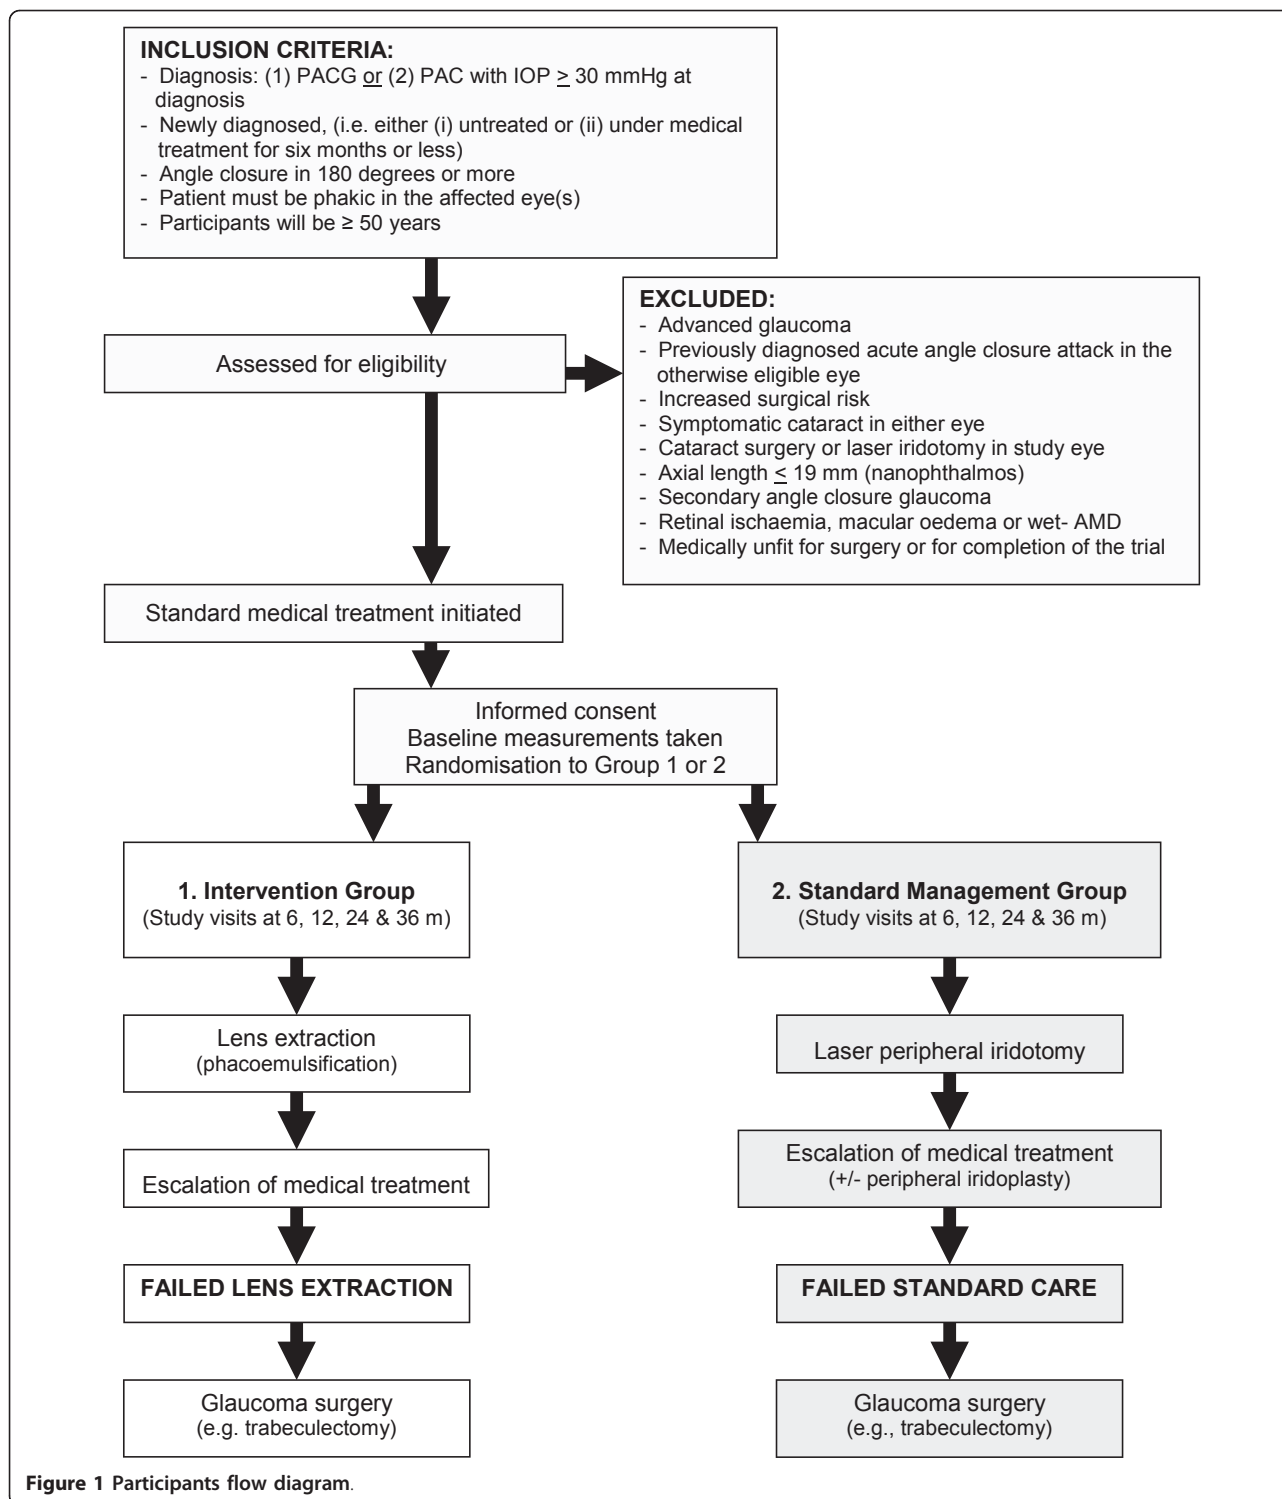 INCLUSION CRITERIA:
- Diagnosis: (1) PACG or (2) PAC with IOP ≥ 30 mmHg at
diagnosis
- Newly diagnosed, (i.e. either (i) untreated or (ii) under medical
treatment for six months or less)
- Angle closure in 180 degrees or more
- Patient must be phakic in the affected eye(s)
- Participants will be ≥ 50 years
Assessed for eligibility
EXCLUDED:
- Advanced glaucoma
- Previously diagnosed acute angle closure attack in the
otherwise eligible eye
- Increased surgical risk
- Symptomatic cataract in either eye
- Cataract surgery or laser iridotomy in study eye
- Axial length ≤ 19 mm (nanophthalmos)
- Secondary angle closure glaucoma
- Retinal ischaemia, macular oedema or wet- AMD
- Medically unfit for surgery or for completion of the trial
Standard medical treatment initiated
Informed consent
Baseline measurements taken
Randomisation to Group 1 or 2
1. Intervention Group
(Study visits at 6, 12, 24 & 36 m)
Lens extraction
(phacoemulsification)
Escalation of medical treatment
FAILED LENS EXTRACTION
Glaucoma surgery
(e.g. trabeculectomy)
2. Standard Management Group
(Study visits at 6, 12, 24 & 36 m)
Laser peripheral iridotomy
Escalation of medical treatment
(+/- peripheral iridoplasty)
FAILED STANDARD CARE
Glaucoma surgery
(e.g., trabeculectomy)
Figure 1 Participants flow diagram.